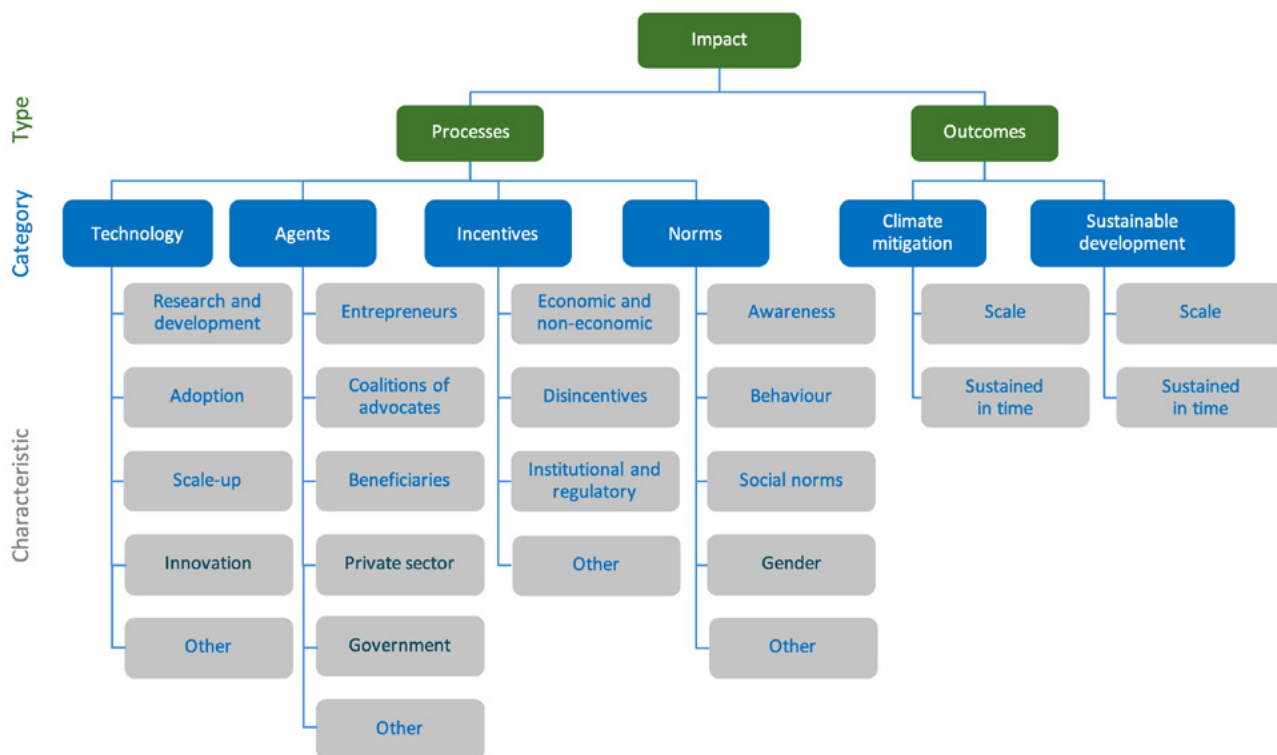 Impact
Type
Processes
Outcomes
Category
Technology
Agents
Incentives
Norms
Climate
mitigation
Sustainable
development
Characteristic
Research and
development
Adoption
Scale-up
Innovation
Other
Entrepreneurs
Coalitions of
advocates
Beneficiaries
Private sector
Government
Other
Economic and
non-economic
Disincentives
Institutional and
regulatory
Other
Awareness
Behaviour
Social norms
Gender
Other
Scale
Sustained
in time
Scale
Sustained
in time